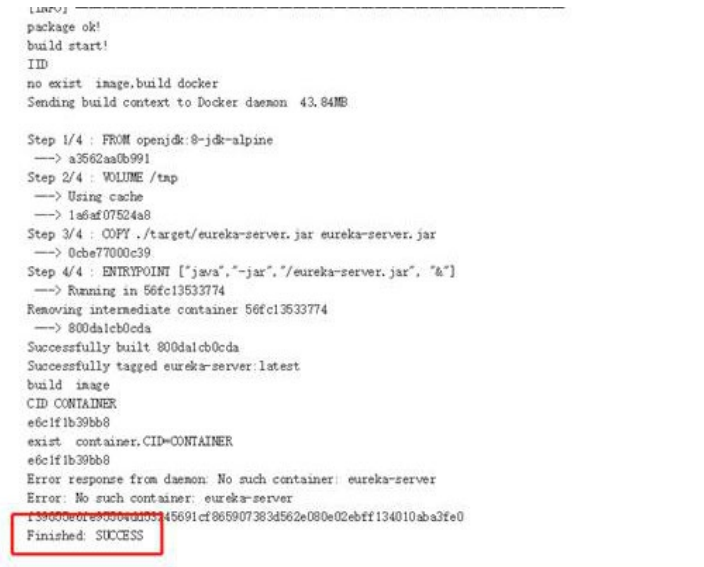 [INFO] ————————————————————————
package ok!
build start!
IID
no exist  image,build docker
Sending build context to Docker daemon  43.84MB
Step 1/4 : FROM openjdk:8-jdk-alpine
---> a3562aa0b991
Step 2/4 : VOLUME /tmp
---> Using cache
---> 1a6af07524a8
Step 3/4 : COPY ./target/eureka-server.jar eureka-server.jar
---> 0cbe77000c39
Step 4/4 : ENTRYPOINT ["java","-jar","/eureka-server.jar", "&"]
---> Running in 56fc13533774
Removing intermediate container 56fc13533774
---> 800da1cb0cda
Successfully built 800da1cb0cda
Successfully tagged eureka-server:latest
build  image
CID CONTAINER
e6c1f1b39bb8
exist  container,CID=CONTAINER
e6c1f1b39bb8
Error response from daemon: No such container: eureka-server
Error: No such container: eureka-server
Finished: SUCCESS